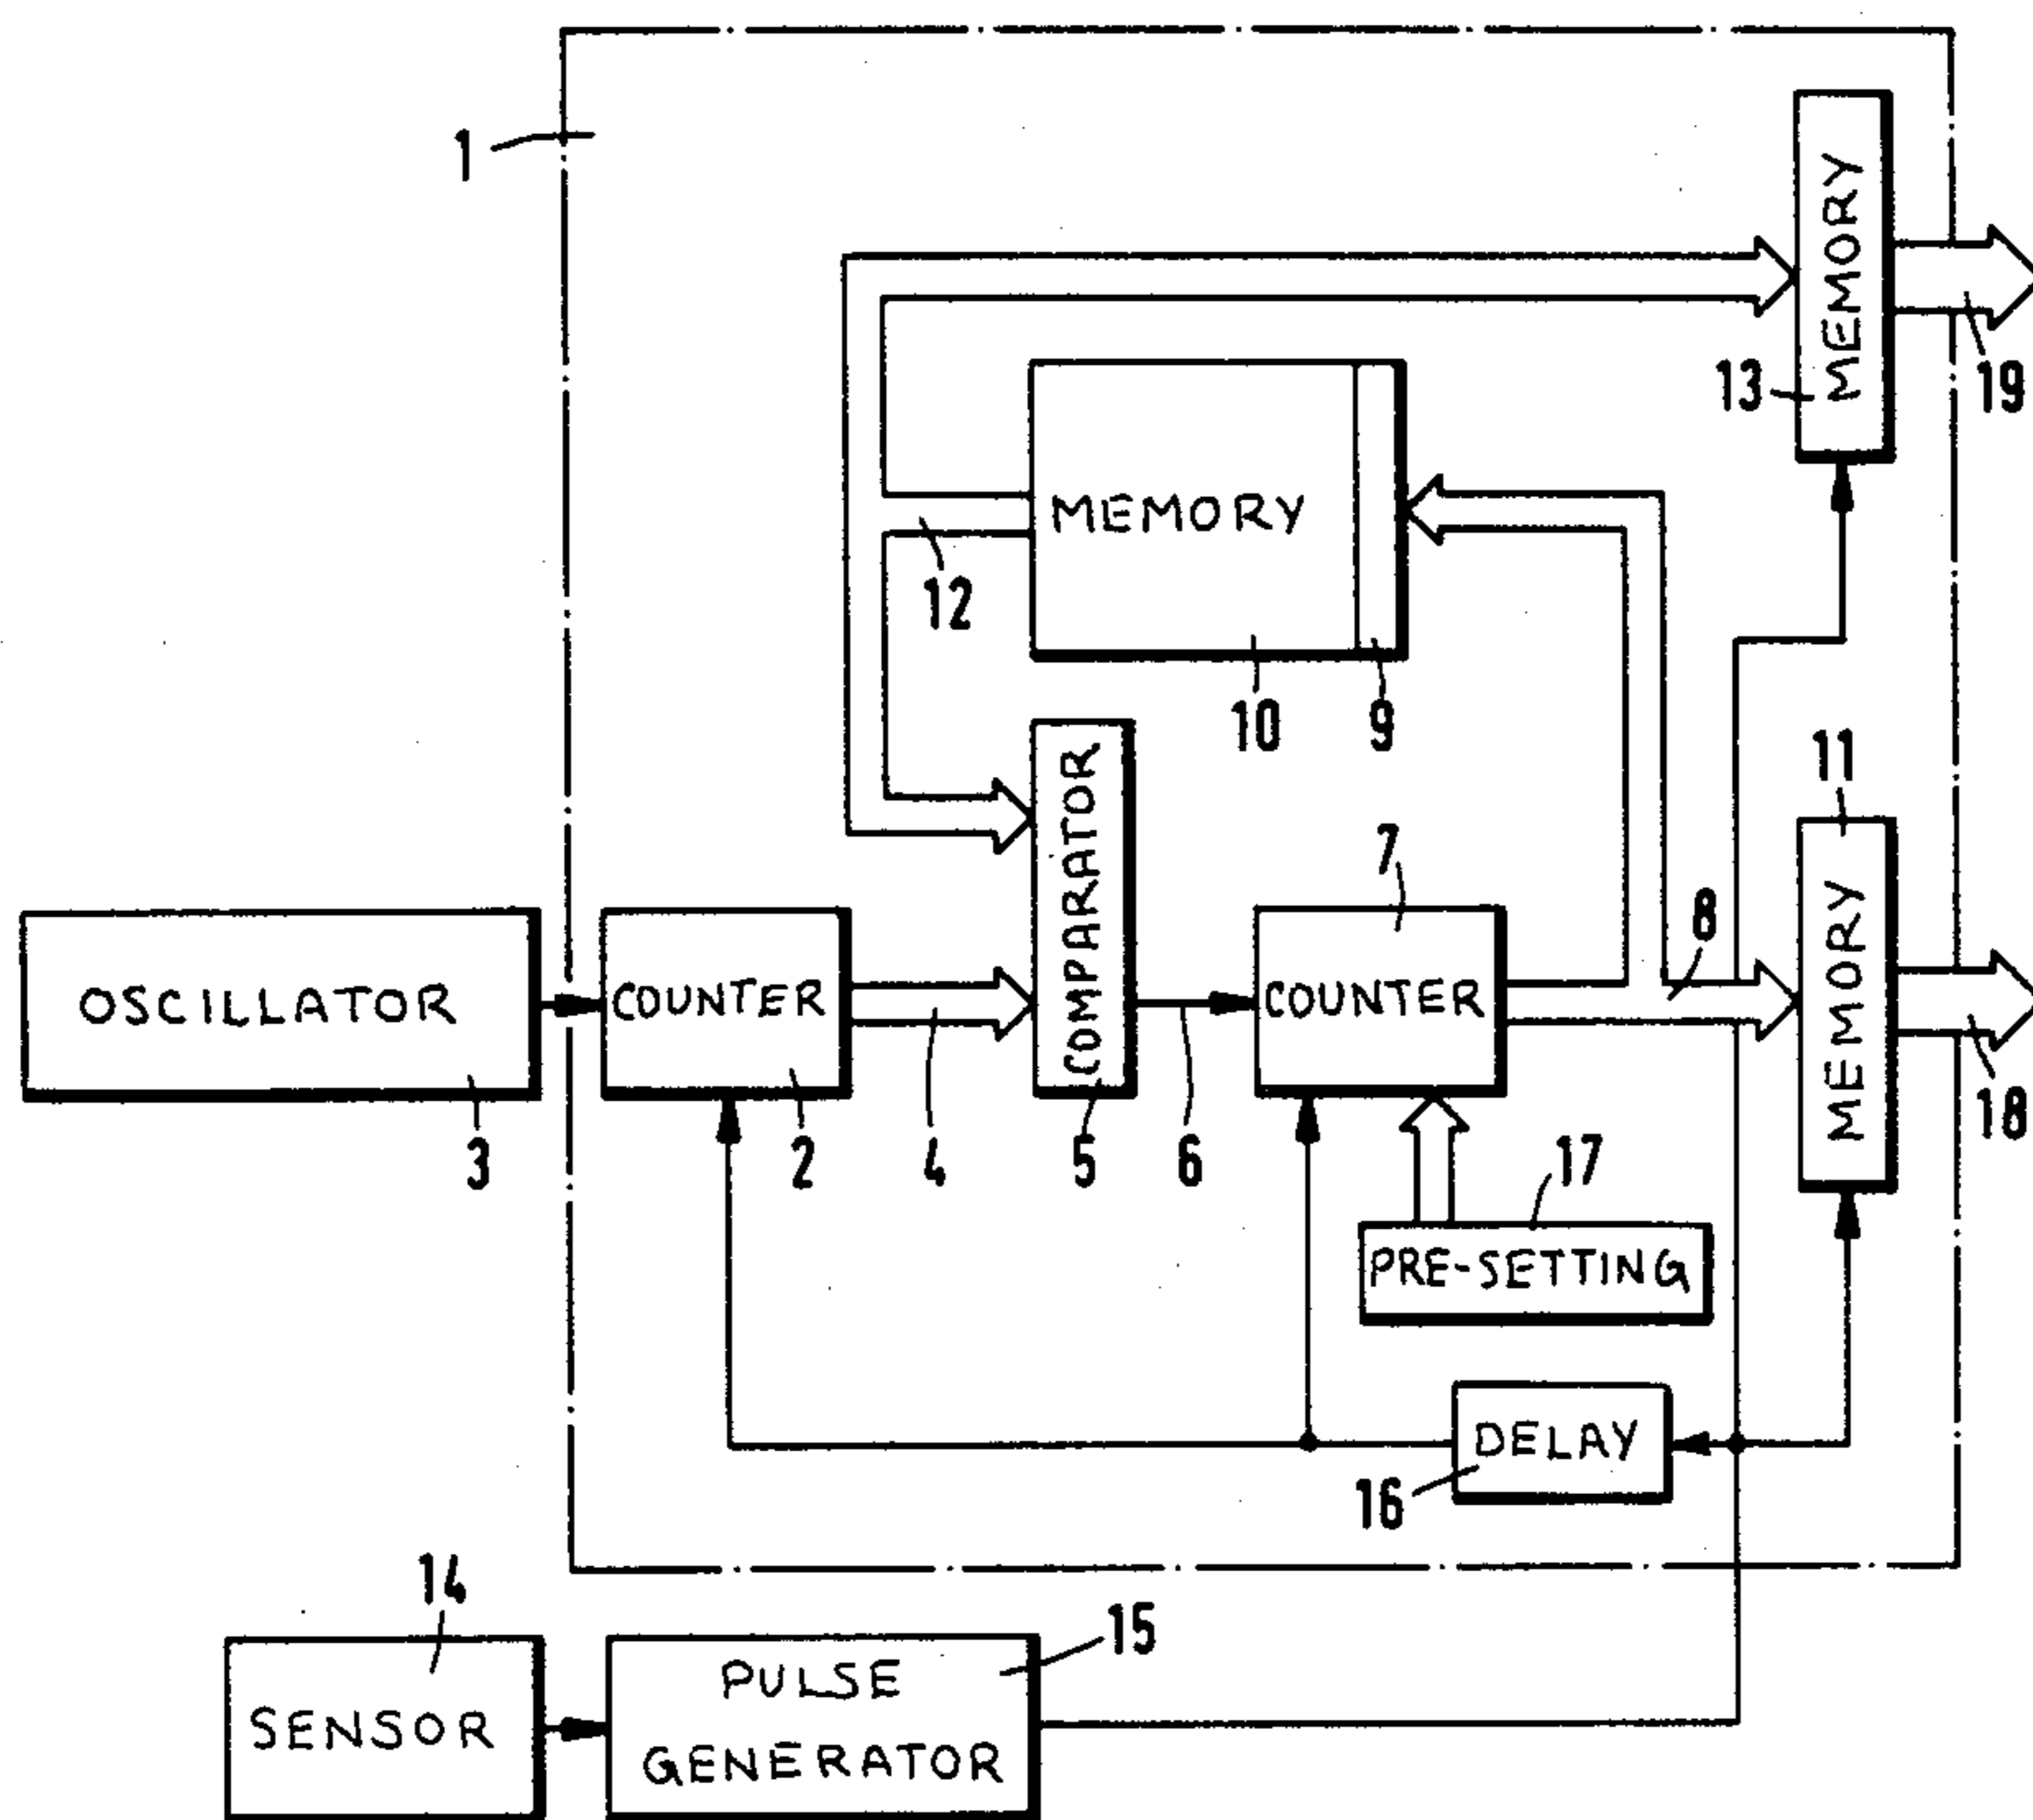 1
MEMORY
13
19
MEMORY
12
10
9
11
COMPARATOR
7
8
MEMORY
OSCILLATOR
COUNTER
COUNTER
3
2
4
5
6
17
18
PRE-SETTING
DELAY
16
14
15
SENSOR
PULSE
GENERATOR